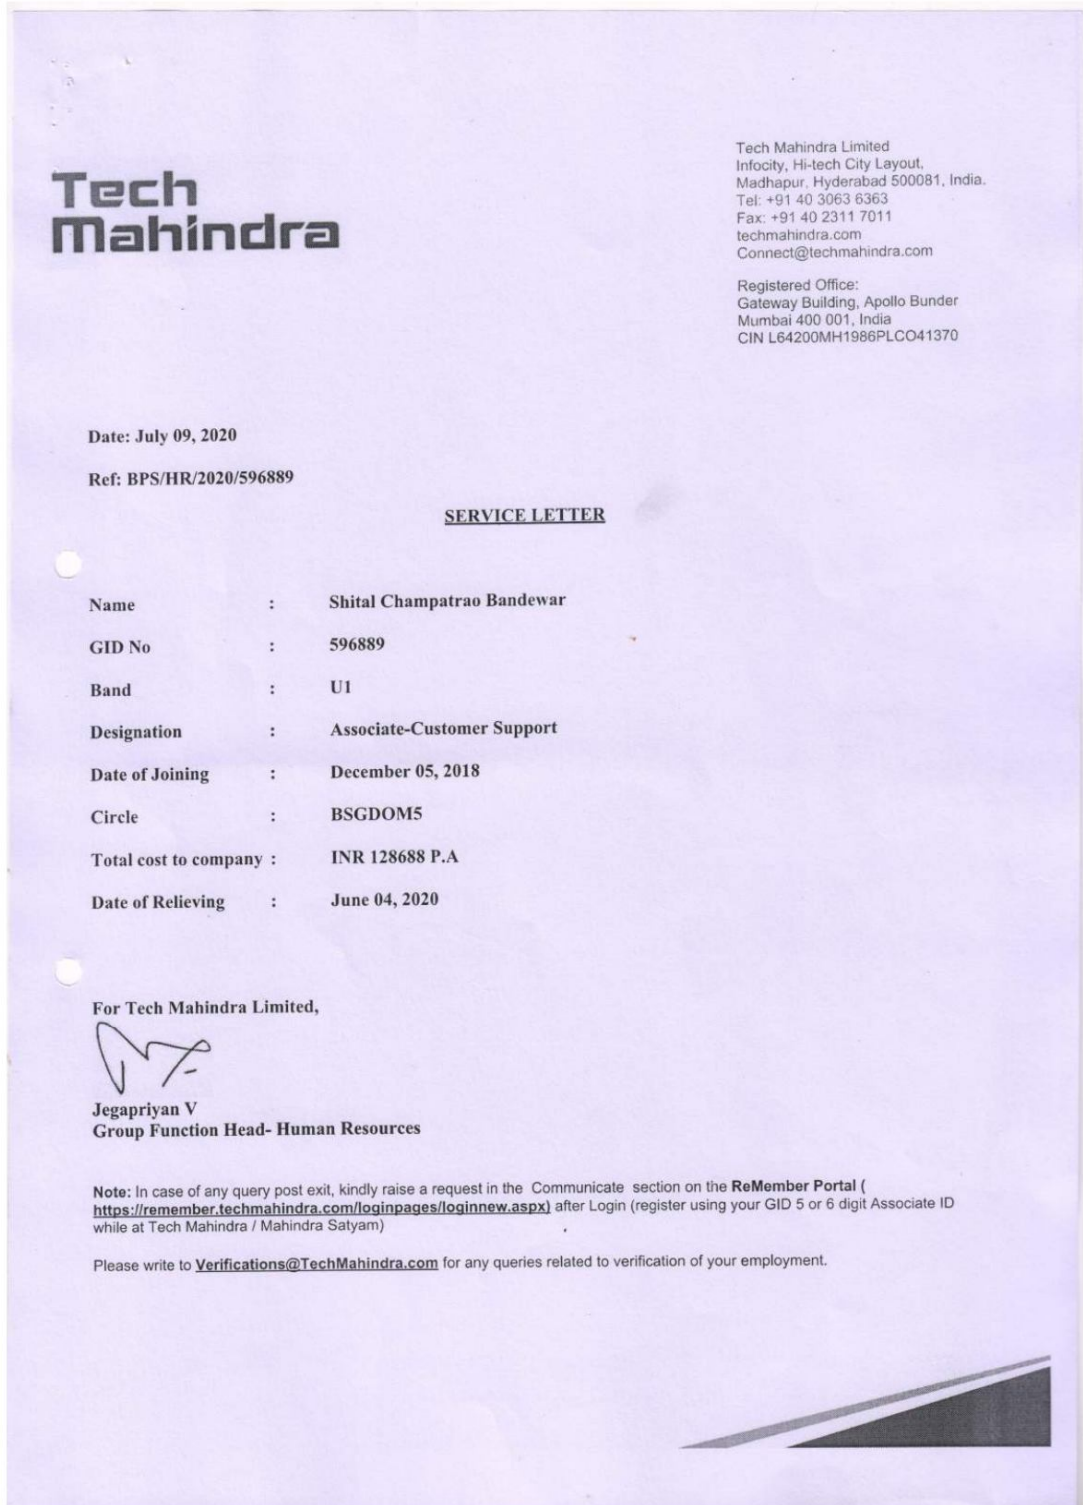 Tech
Mahindra
Tech Mahindra Limited
Infocity, Hi-tech City Layout,
Madhapur, Hyderabad 500081, India.
Tel: +91 40 3063 6363
Fax: +91 40 2311 7011
techmahindra.com
Connect@techmahindra.com
Registered Office:
Gateway Building, Apollo Bunder
Mumbai 400 001, India
CIN L64200MH1986PLCO41370
Date: July 09, 2020
Ref: BPS/HR/2020/596889
SERVICE LETTER
Name : Shital Champatrao Bandewar
GID No : 596889
Band : U1
Designation : Associate-Customer Support
Date of Joining : December 05, 2018
Circle : BSGDOM5
Total cost to company : INR 128688 P.A
Date of Relieving : June 04, 2020
For Tech Mahindra Limited,
Jegapriyan V
Group Function Head- Human Resources
Note: In case of any query post exit, kindly raise a request in the Communicate section on the ReMember Portal (
https://remember.techmahindra.com/loginpages/loginnew.aspx) after Login (register using your GID 5 or 6 digit Associate ID
while at Tech Mahindra / Mahindra Satyam)
Please write to Verifications@TechMahindra.com for any queries related to verification of your employment.